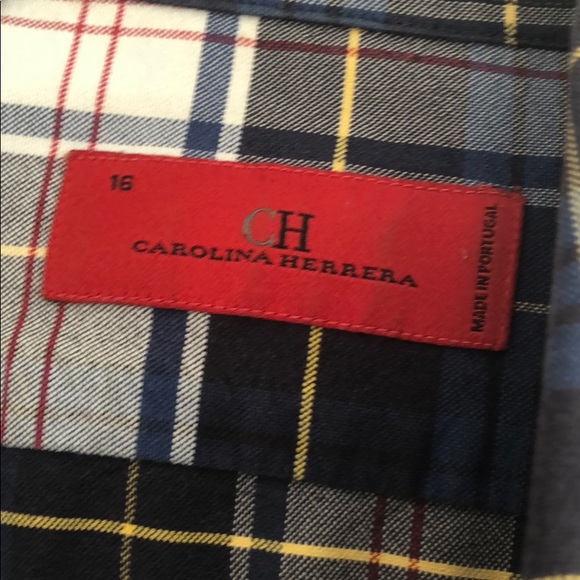 16
CH
CAROLINA HERRERA
MADE IN PORTUGAL